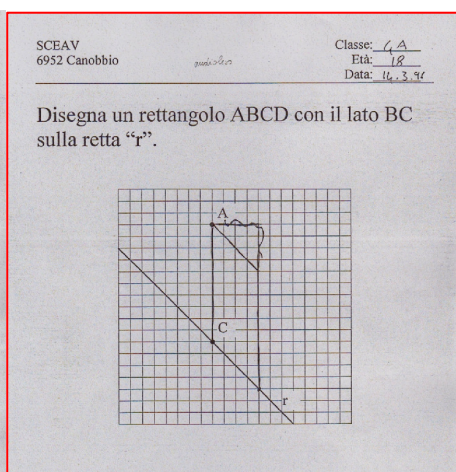 SCEAV
Classe: 4A
6952 Canobbio
Età: 18
Data: 16.3.98
Disegna un rettangolo ABCD con il lato BC
sulla retta “r”.
A
C
r